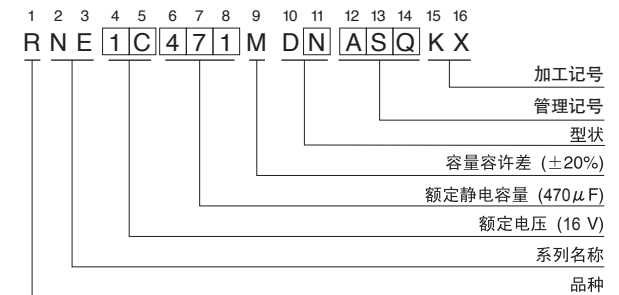 1 2 3 4 5 6 7 8 9 10 11 12 13 14 15 16
R N E 1 C 4 7 1 M D N A S Q K X
加工记号
管理记号
型状
容量容许差 (±20%)
额定静电容量 (470μF)
额定电压 (16 V)
系列名称
品种